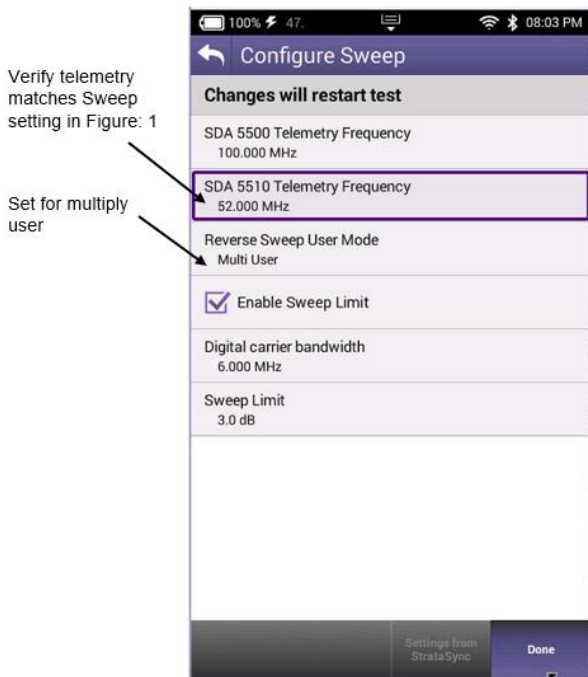 100% 47. 08:03 PM
Configure Sweep
Changes will restart test
Verify telemetry
matches Sweep
setting in Figure: 1
SDA 5500 Telemetry Frequency
100.000 MHz
SDA 5510 Telemetry Frequency
52.000 MHz
Set for multiply
user
Reverse Sweep User Mode
Multi User
Enable Sweep Limit
Digital carrier bandwidth
6.000 MHz
Sweep Limit
3.0 dB
Settings from
StrataSync
Done